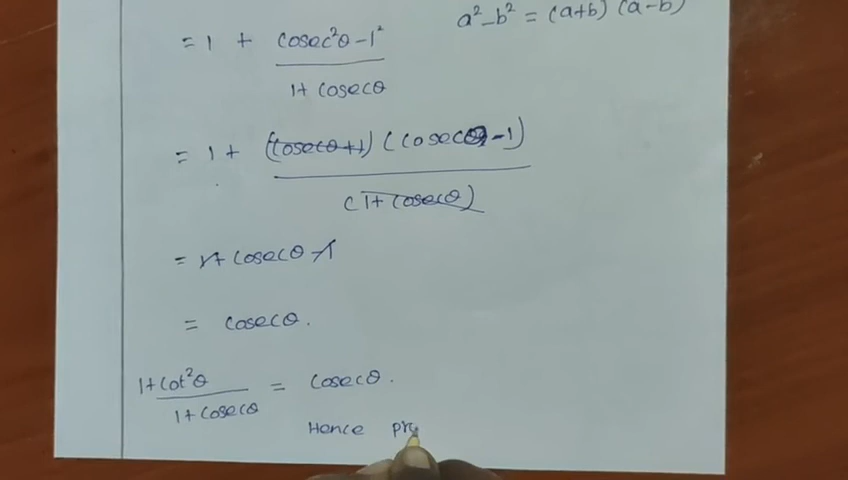 a² - b² = (a+b) (a-b)
= 1 + cosec²θ - 1² / 1 + cosecθ
= 1 + (cosecθ+1) (cosecθ - 1) / (1 + cosecθ)
= 1 + cosecθ - 1
= cosecθ.
1 + cot²θ / 1 + cosecθ = cosecθ.
Hence pro